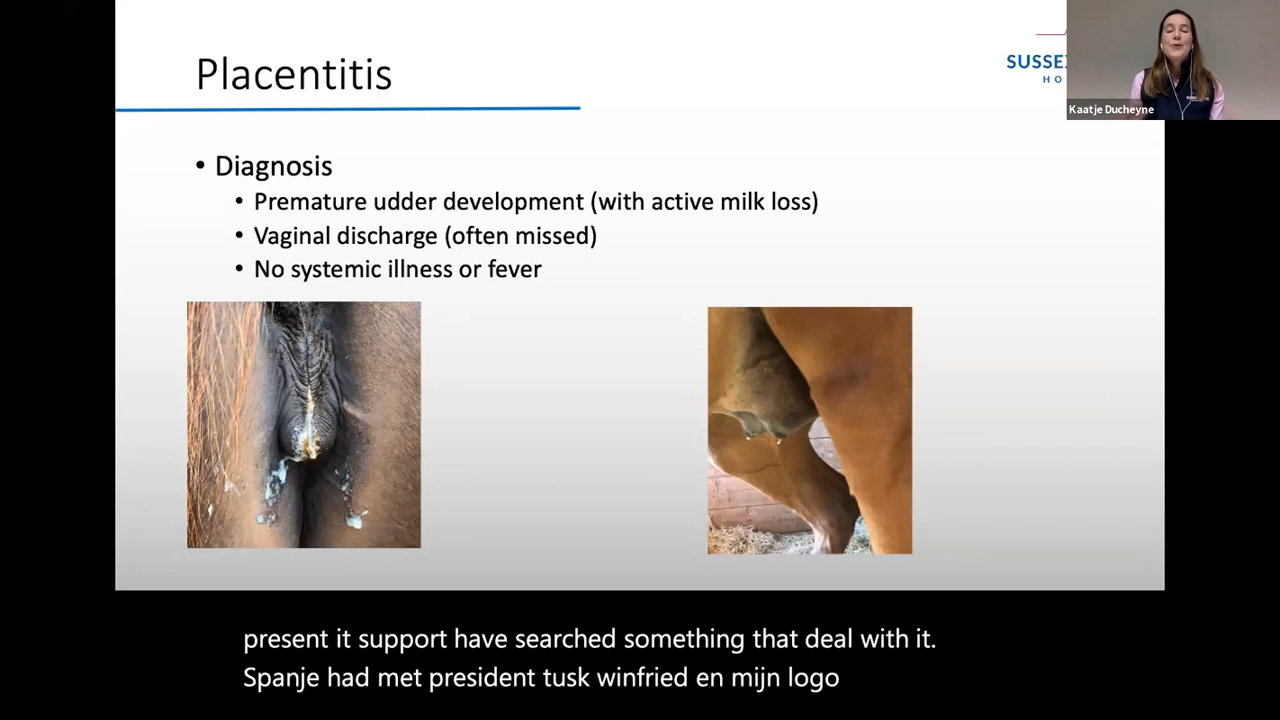 Placentitis
SUSSE
HO
Kaatje Ducheyne
• Diagnosis
• Premature udder development (with active milk loss)
• Vaginal discharge (often missed)
• No systemic illness or fever
present it support have searched something that deal with it.
Spanje had met president tusk winfried en mijn logo